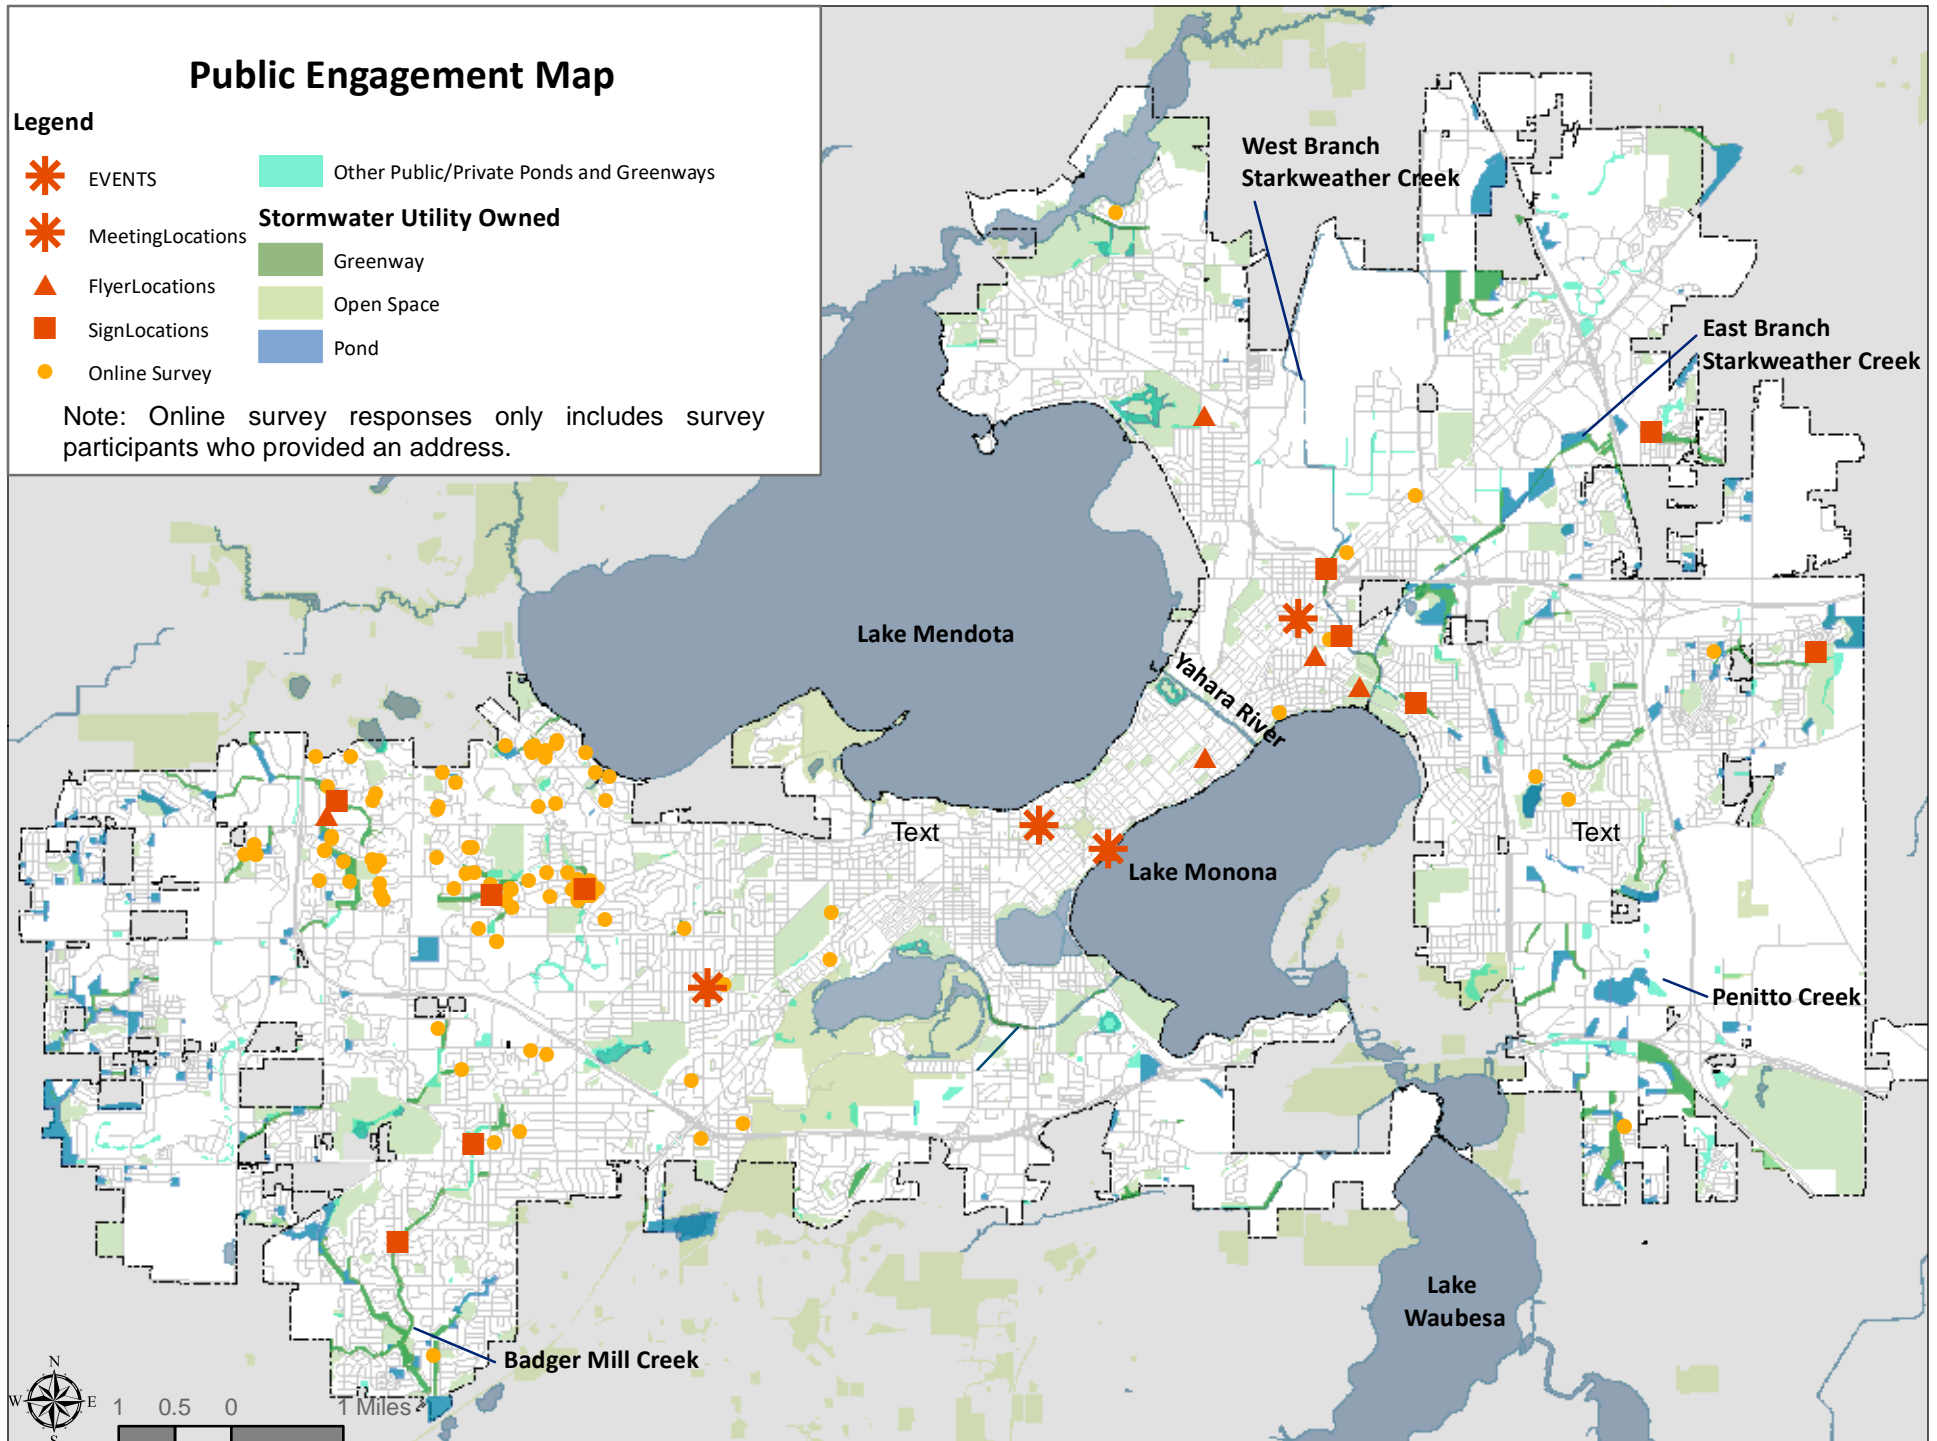 Public Engagement Map
Legend
EVENTS
MeetingLocations
FlyerLocations
SignLocations
Online Survey
Other Public/Private Ponds and Greenways
Stormwater Utility Owned
Greenway
Open Space
Pond
Note: Online survey responses only includes survey
participants who provided an address.
West Branch
Starkweather Creek
East Branch
Starkweather Creek
Lake Mendota
Yahara River
Text
Text
Lake Monona
Penitto Creek
Lake
Waubesa
Badger Mill Creek
N
W
E
S
1 0.5 0 1 Miles